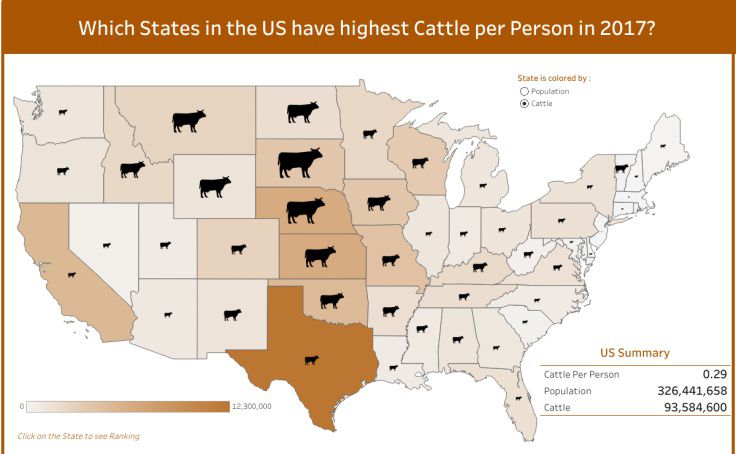 Which States in the US have highest Cattle per Person in 2017?
State is colored by :
Population
Cattle
US Summary
Cattle Per Person 0.29
Population 326,441,658
Cattle 93,584,600
0 12,300,000
Click on the State to see Ranking